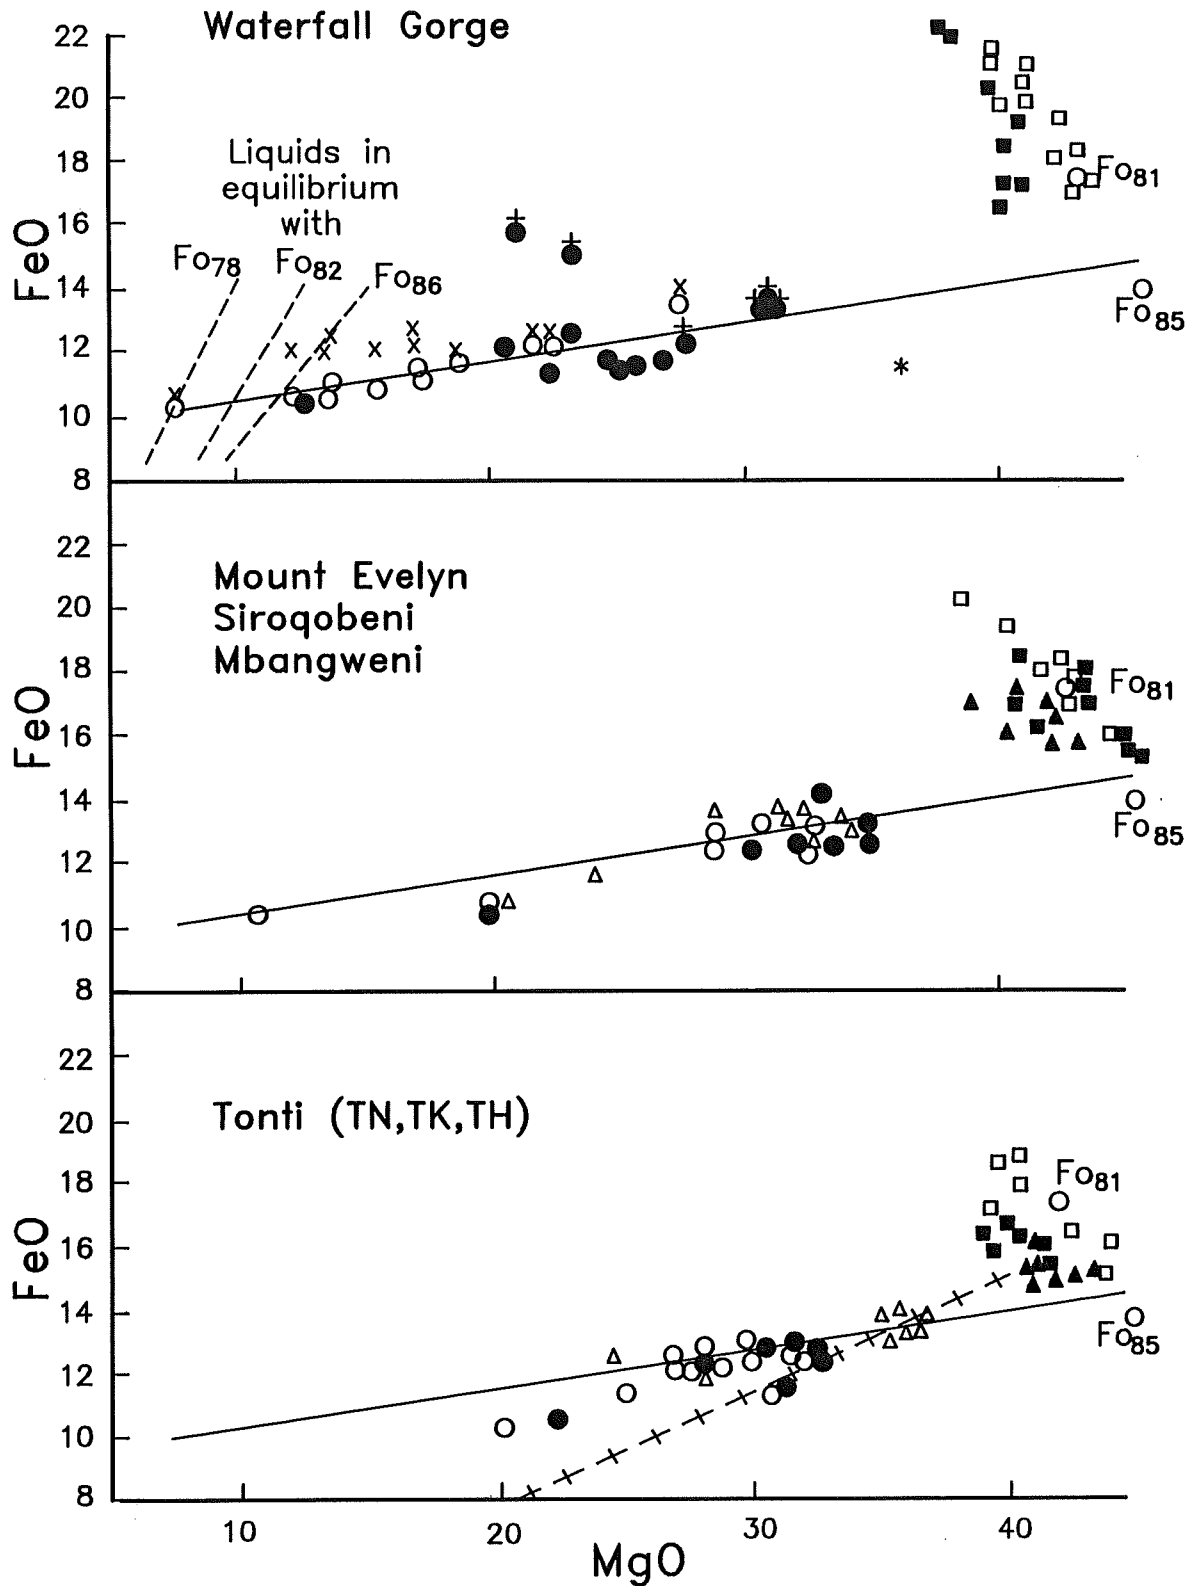 Waterfall Gorge
22
20
18
16
14
12
10
8
FeO
Liquids in
equilibrium
with
Fo78
Fo82
Fo86
Fo81
Fo85
Mount Evelyn
Siroqobeni
Mbangweni
22
20
18
16
14
12
10
8
FeO
Fo81
Fo85
Tonti (TN,TK,TH)
22
20
18
16
14
12
10
8
FeO
Fo81
Fo85
10 20 30 40
MgO